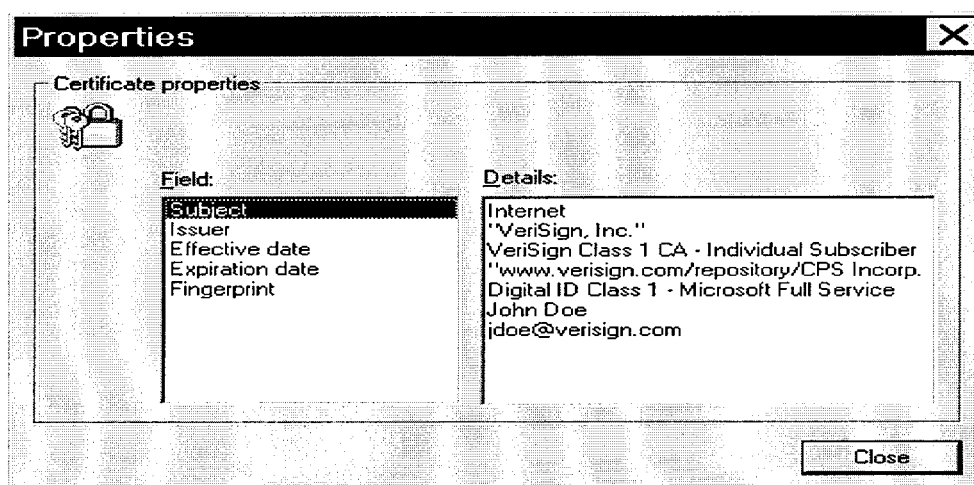 Properties
Certificate properties
Field:
Subject
Issuer
Effective date
Expiration date
Fingerprint
Details:
Internet
"VeriSign, Inc."
VeriSign Class 1 CA - Individual Subscriber
"www.verisign.com/repository/CPS Incorp.
Digital ID Class 1 - Microsoft Full Service
John Doe
jdoe@verisign.com
Close